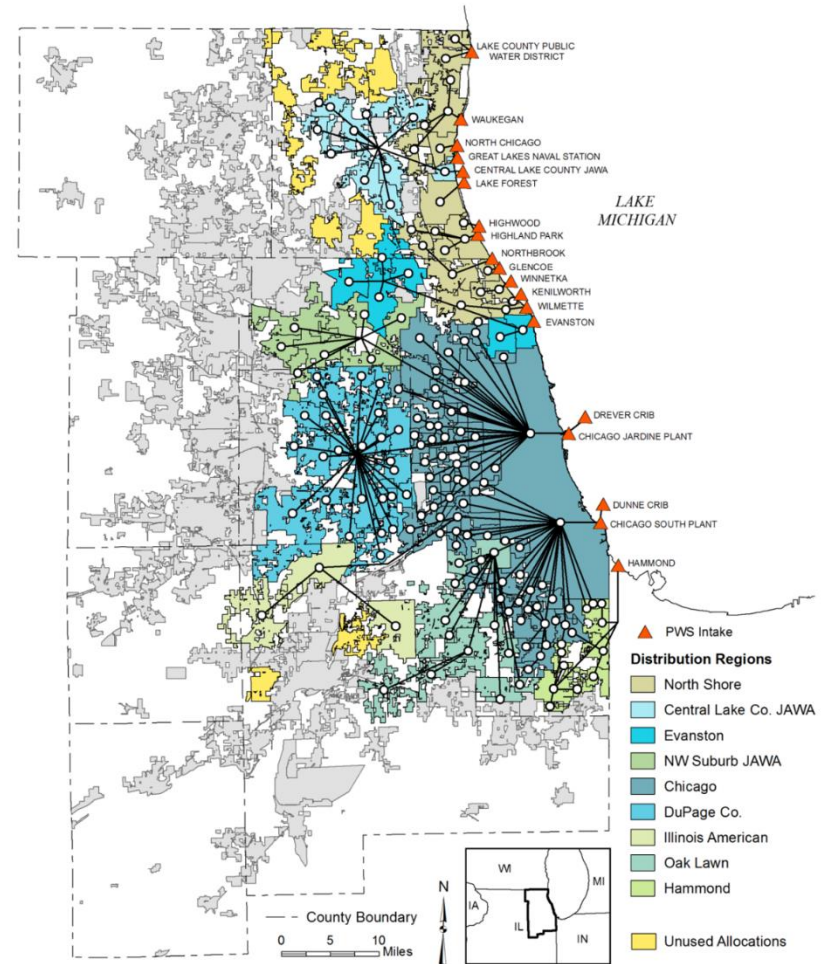 LAKE COUNTY PUBLIC
WATER DISTRICT
WAUKEGAN
NORTH CHICAGO
GREAT LAKES NAVAL STATION
CENTRAL LAKE COUNTY JAWA
LAKE FOREST
LAKE
MICHIGAN
HIGHWOOD
HIGHLAND PARK
NORTHBROOK
GLENCOE
WINNETKA
KENILWORTH
WILMETTE
EVANSTON
DREVER CRIB
CHICAGO JARDINE PLANT
DUNNE CRIB
CHICAGO SOUTH PLANT
HAMMOND
PWS Intake
Distribution Regions
North Shore
Central Lake Co. JAWA
Evanston
NW Suburb JAWA
Chicago
DuPage Co.
Illinois American
Oak Lawn
Hammond
Unused Allocations
County Boundary
0 5 10
Miles
N
WI
MI
IA
IL
IN